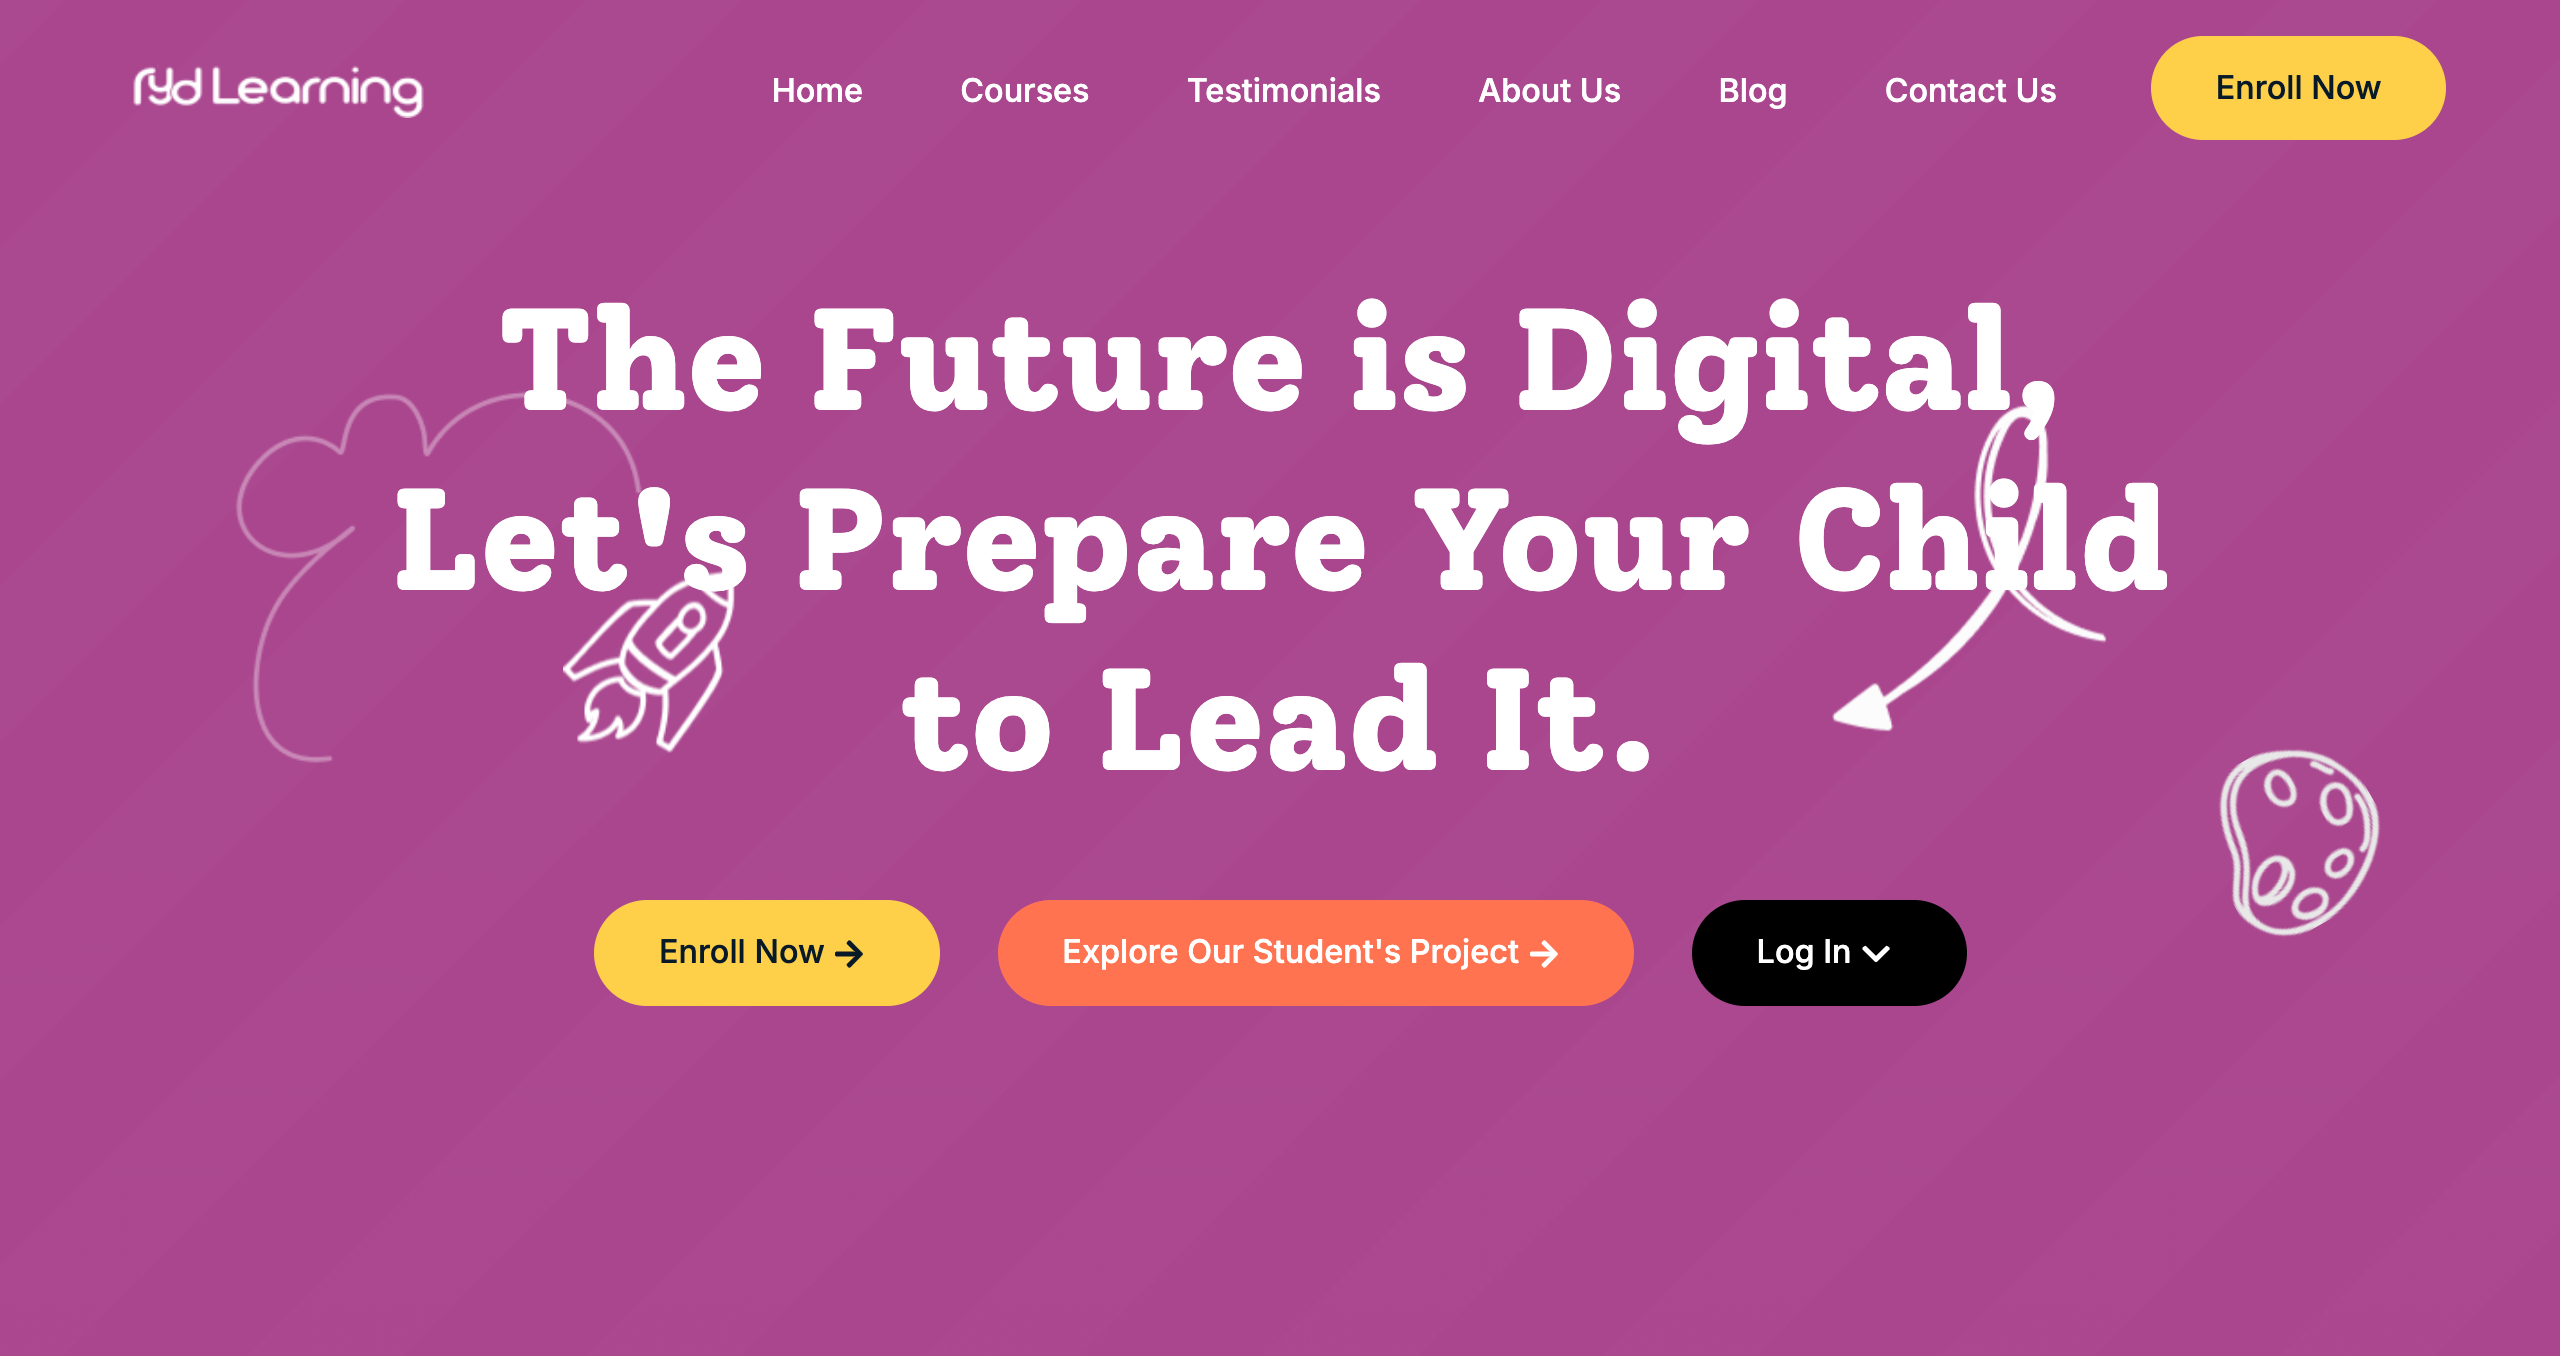 ryd Learning
Home Courses Testimonials About Us Blog Contact Us Enroll Now
The Future is Digital,
Let's Prepare Your Child
to Lead It.
Enroll Now Explore Our Student's Project Log In